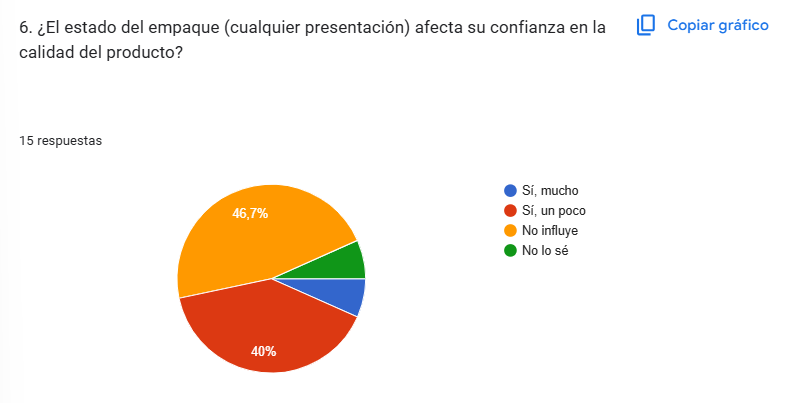 6. ¿El estado del empaque (cualquier presentación) afecta su confianza en la
calidad del producto?
Copiar gráfico
15 respuestas
46,7%
40%
Sí, mucho
Sí, un poco
No influye
No lo sé